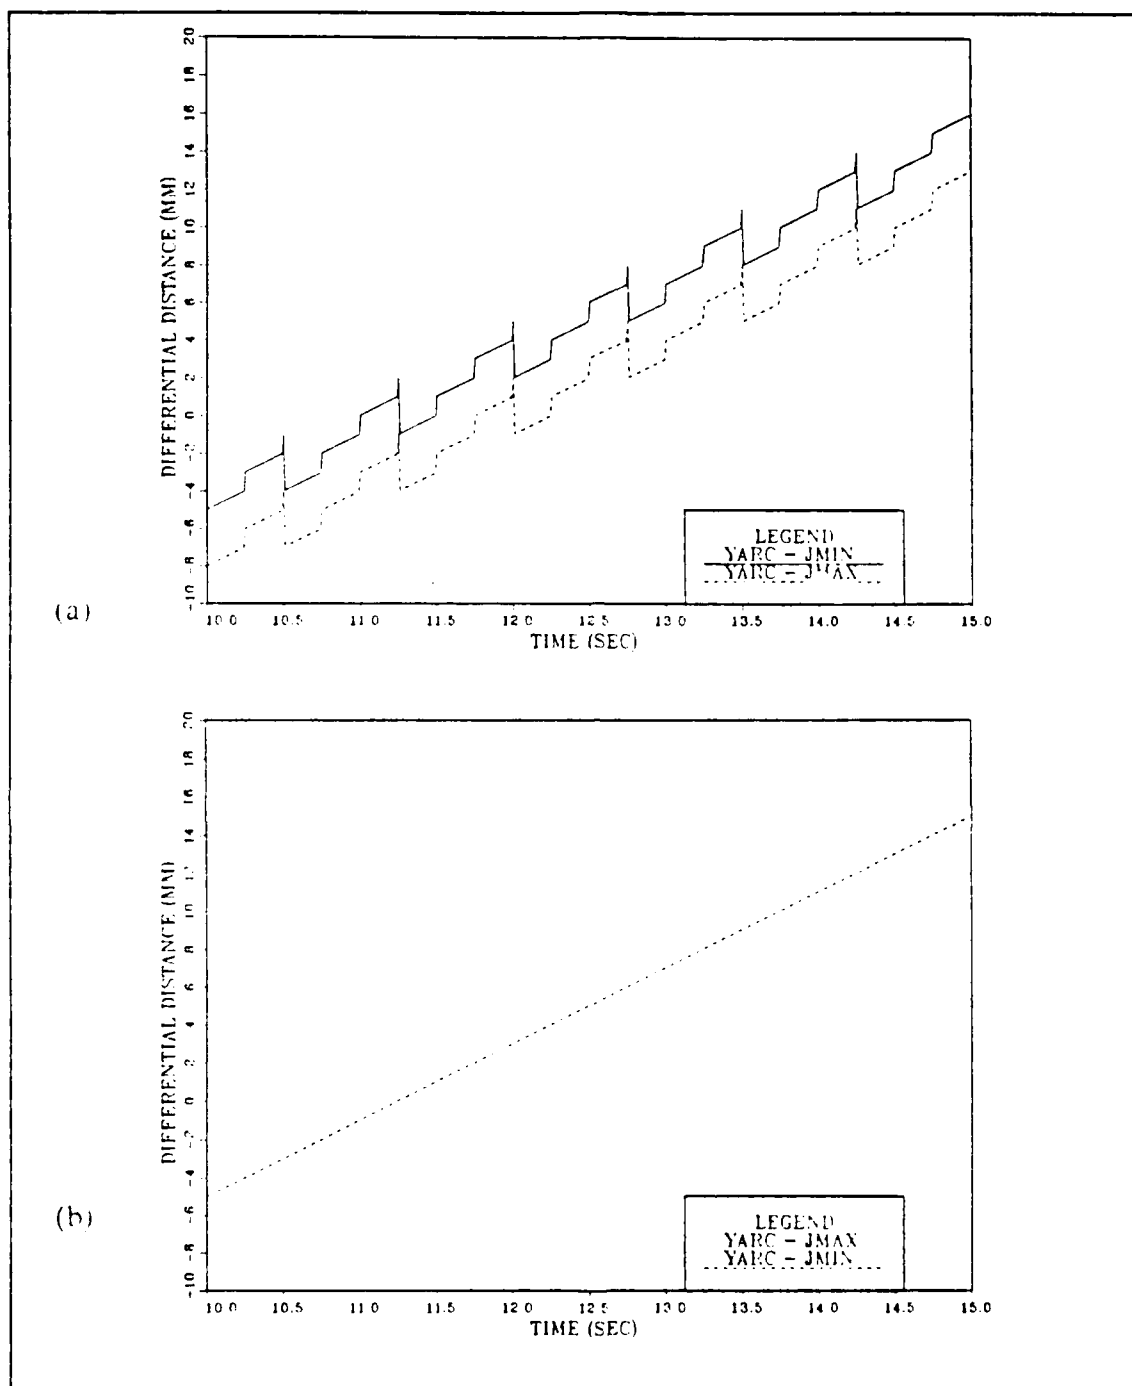 20
18
16
14
12
10
8
6
4
2
0
-2
-4
-6
-8
-10
DIFFERENTIAL DISTANCE (MM)
LEGEND
YARC - JMIN
YARC - JMAX
(a)
10.0 10.5 11.0 11.5 12.0 12.5 13.0 13.5 14.0 14.5 15.0
TIME (SEC)
20
18
16
14
12
10
8
6
4
2
0
-2
-4
-6
-8
-10
DIFFERENTIAL DISTANCE (MM)
LEGEND
YARC - JMAX
YARC - JMIN
(b)
10.0 10.5 11.0 11.5 12.0 12.5 13.0 13.5 14.0 14.5 15.0
TIME (SEC)